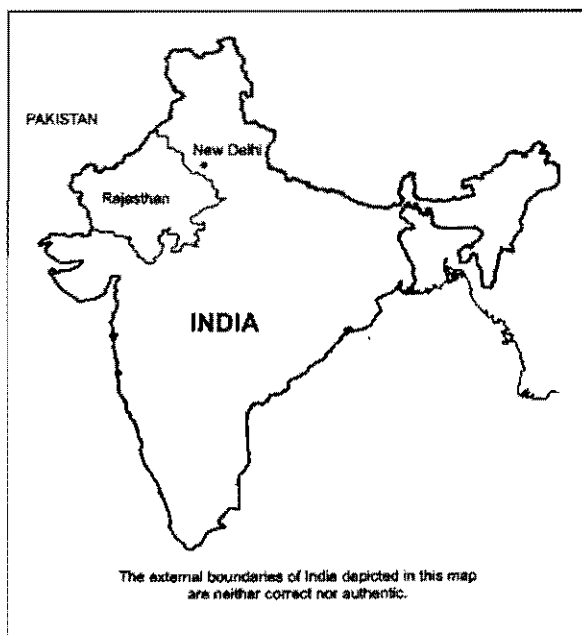 PAKISTAN
New Delhi
Rajasthan
INDIA
The external boundaries of India depicted in this map
are neither correct nor authentic.